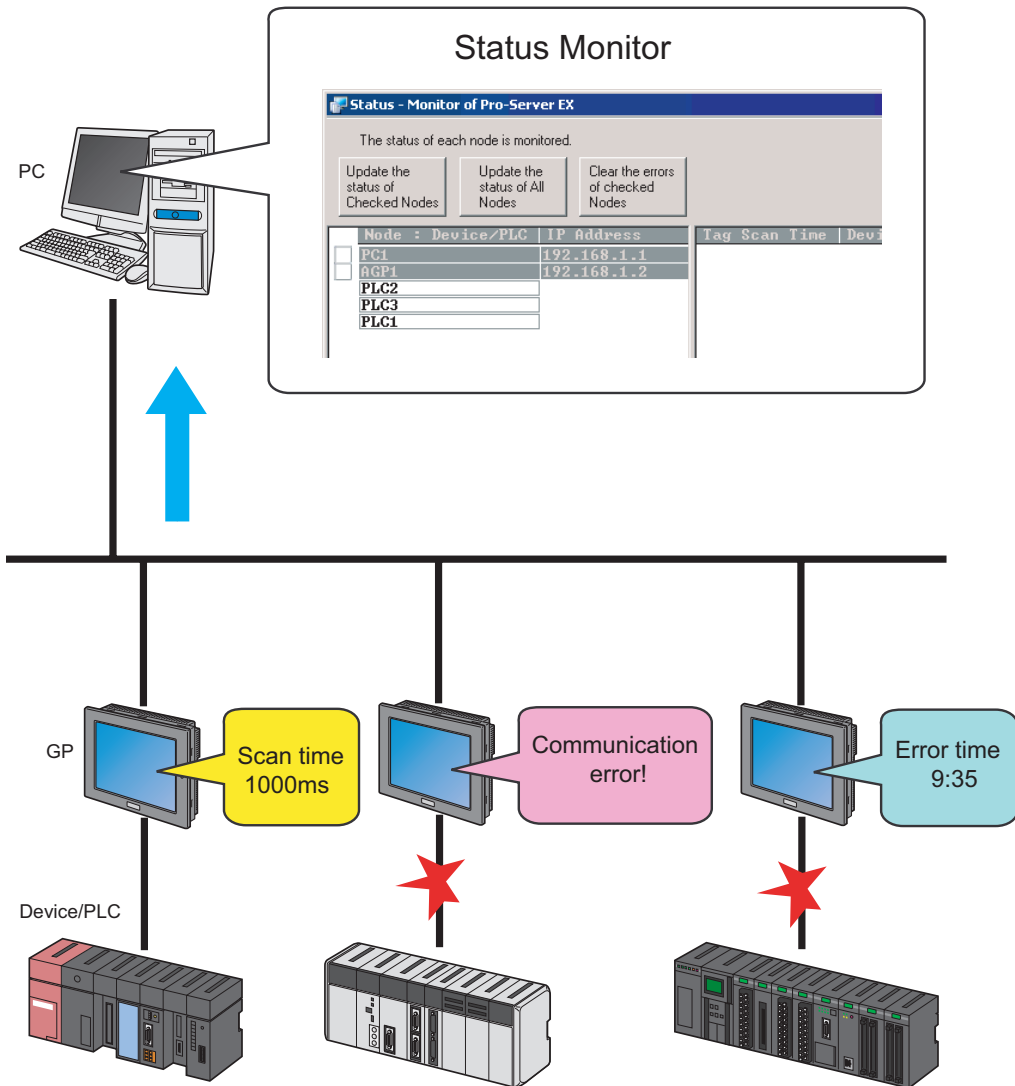 Status Monitor
Status - Monitor of Pro-Server EX
The status of each node is monitored.
Update the
status of
Checked Nodes
Update the
status of All
Nodes
Clear the errors
of checked
Nodes
Node : Device/PLC IP Address Tag Scan Time
PC1 192.168.1.1
AGP1 192.168.1.2
PLC2
PLC3
PLC1
PC
GP
Scan time
1000ms
Communication
error!
Error time
9:35
Device/PLC